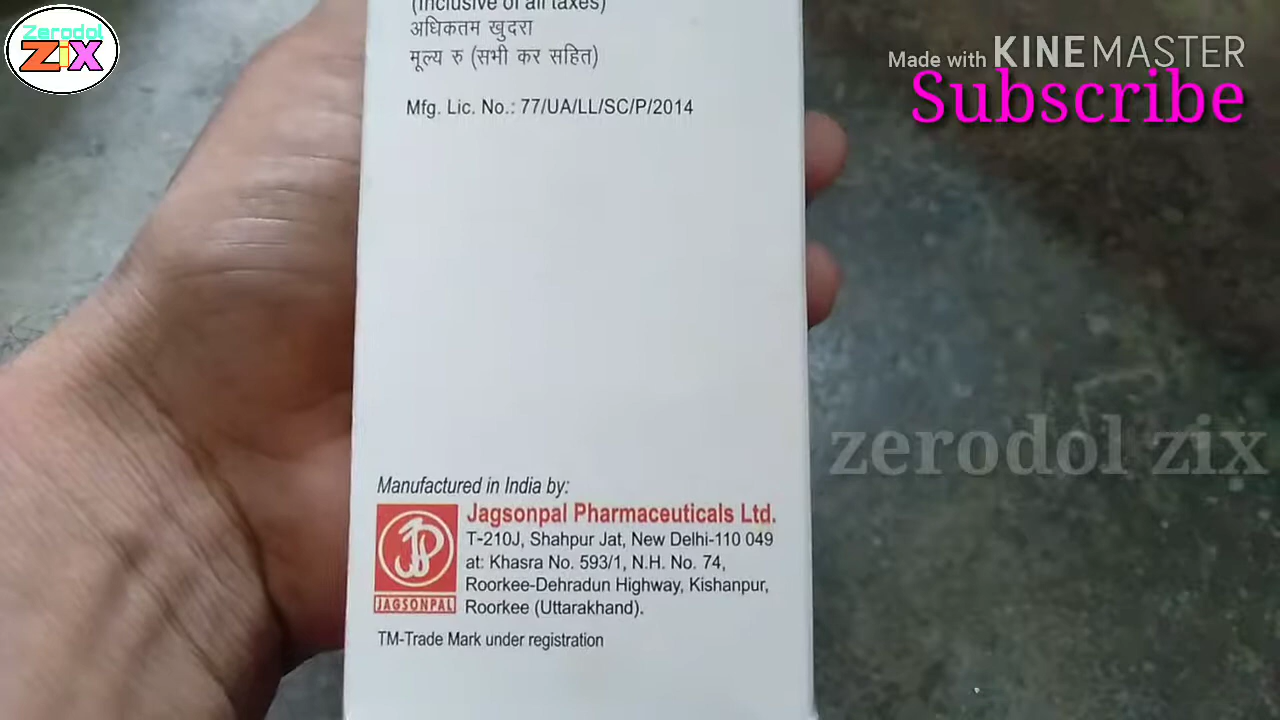 Zerodol
ZiX
Made with KINEMASTER
Subscribe
(Inclusive of all taxes)
अधिकतम खुदरा
मूल्य रु (सभी कर सहित)
Mfg. Lic. No.: 77/UA/LL/SC/P/2014
zerodol zix
Manufactured in India by:
Jagsonpal Pharmaceuticals Ltd.
T-210J, Shahpur Jat, New Delhi-110 049
at: Khasra No. 593/1, N.H. No. 74,
Roorkee-Dehradun Highway, Kishanpur,
Roorkee (Uttarakhand).
JAGSONPAL
TM-Trade Mark under registration